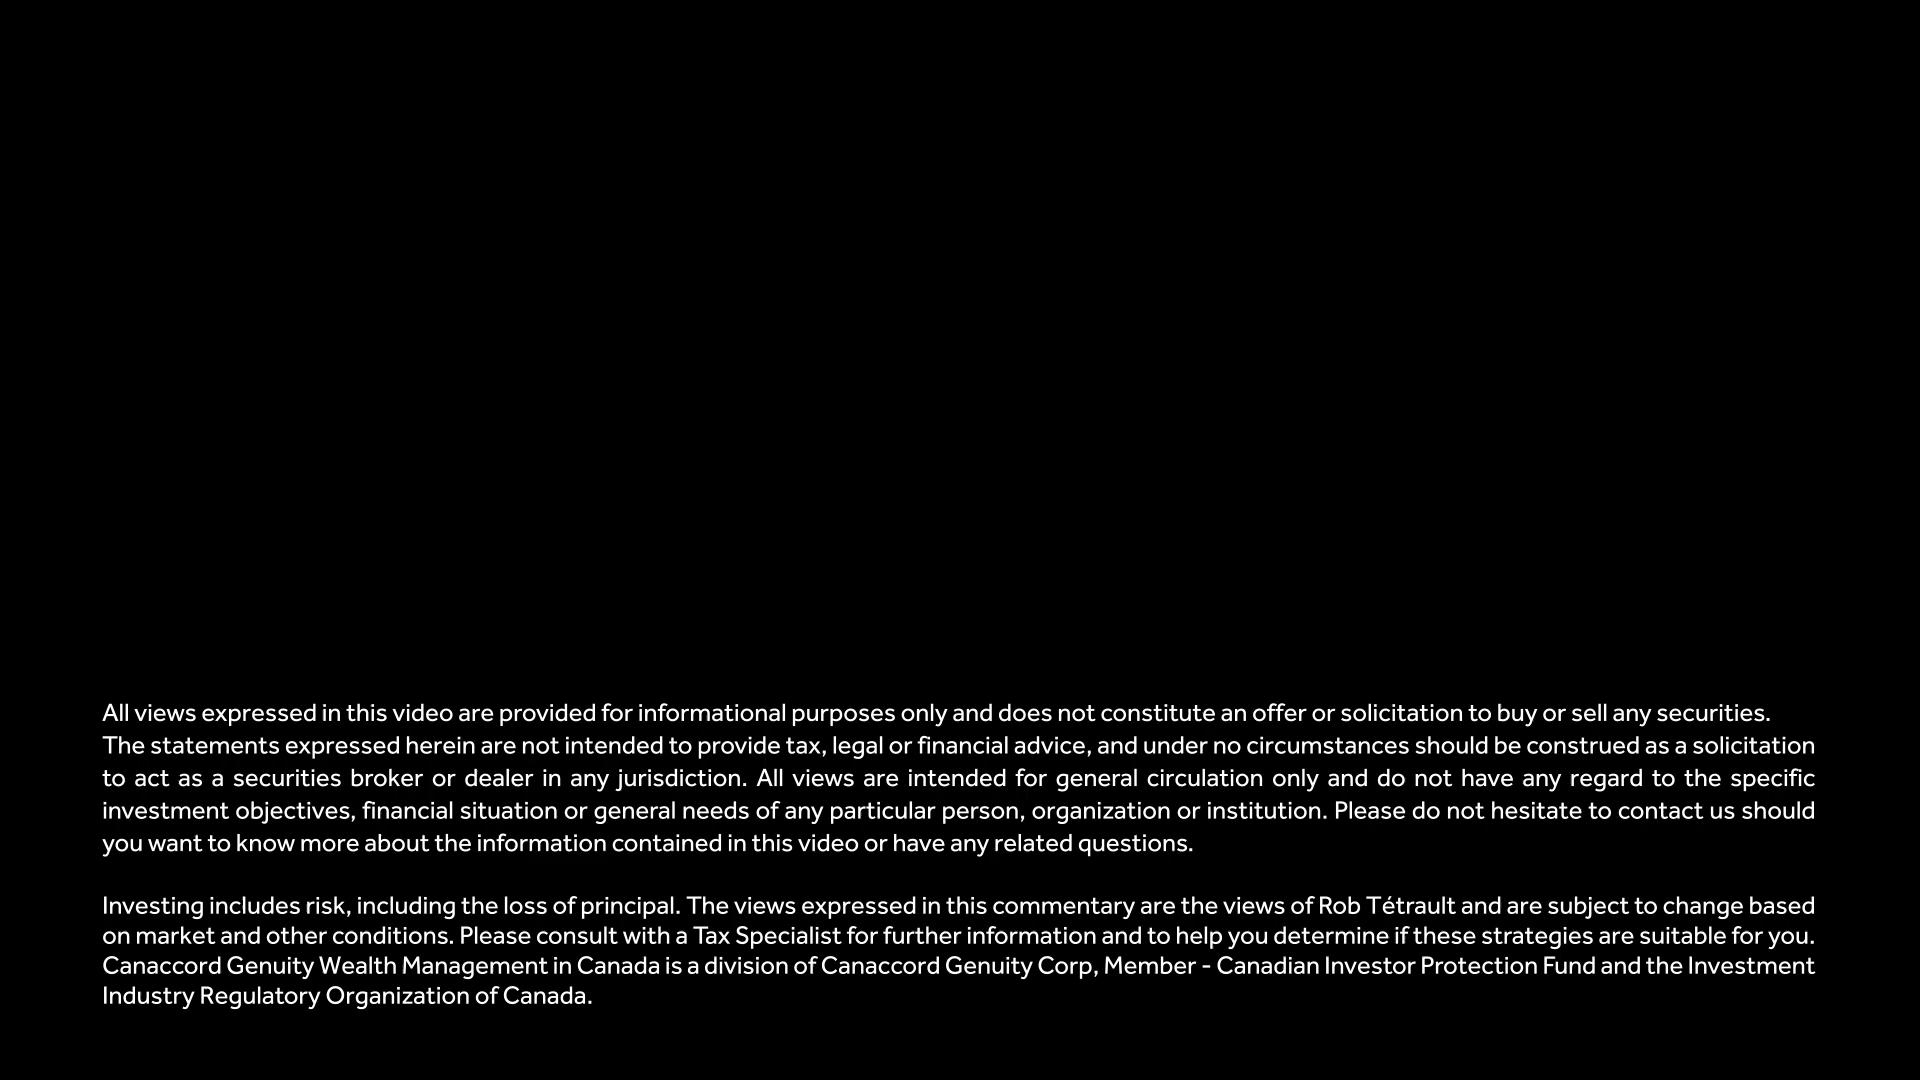 All views expressed in this video are provided for informational purposes only and does not constitute an offer or solicitation to buy or sell any securities.
The statements expressed herein are not intended to provide tax, legal or financial advice, and under no circumstances should be construed as a solicitation
to act as a securities broker or dealer in any jurisdiction. All views are intended for general circulation only and do not have any regard to the specific
investment objectives, financial situation or general needs of any particular person, organization or institution. Please do not hesitate to contact us should
you want to know more about the information contained in this video or have any related questions.
Investing includes risk, including the loss of principal. The views expressed in this commentary are the views of Rob Tétrault and are subject to change based
on market and other conditions. Please consult with a Tax Specialist for further information and to help you determine if these strategies are suitable for you.
Canaccord Genuity Wealth Management in Canada is a division of Canaccord Genuity Corp, Member - Canadian Investor Protection Fund and the Investment
Industry Regulatory Organization of Canada.